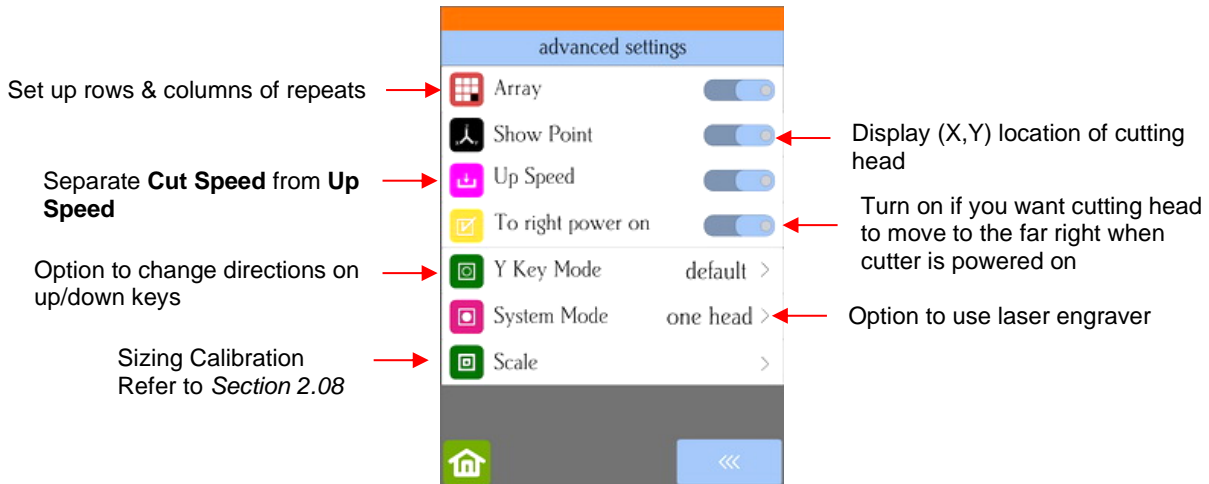 advanced settings
Set up rows & columns of repeats
Array
Show Point
Display (X,Y) location of cutting
head
Separate Cut Speed from Up
Speed
Up Speed
To right power on
Turn on if you want cutting head
to move to the far right when
cutter is powered on
Option to change directions on
up/down keys
Y Key Mode default >
System Mode one head >
Option to use laser engraver
Sizing Calibration
Refer to Section 2.08
Scale >